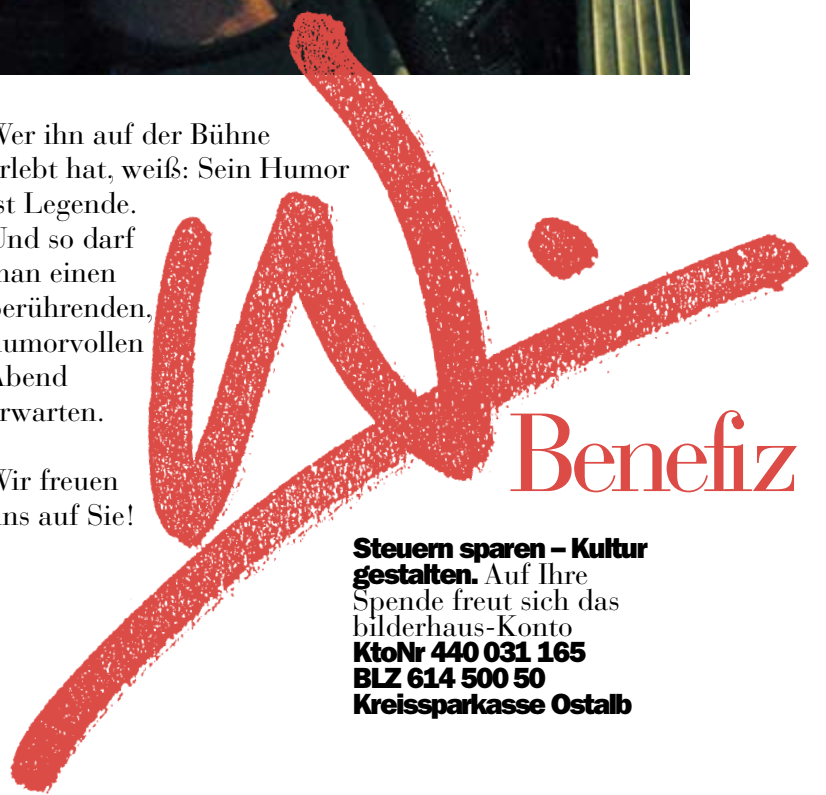 Wer ihn auf der Bühne
rlebt hat, weiß: Sein Humor
st Legende.
Und so darf
man einen
berührenden,
umorvollen
Abend
rwarten.
Wir freuen
uns auf Sie!
Benefiz
Steuern sparen – Kultur
gestalten. Auf Ihre
Spende freut sich das
bilderhaus-Konto
KtoNr 440 031 165
BLZ 614 500 50
Kreissparkasse Ostalb